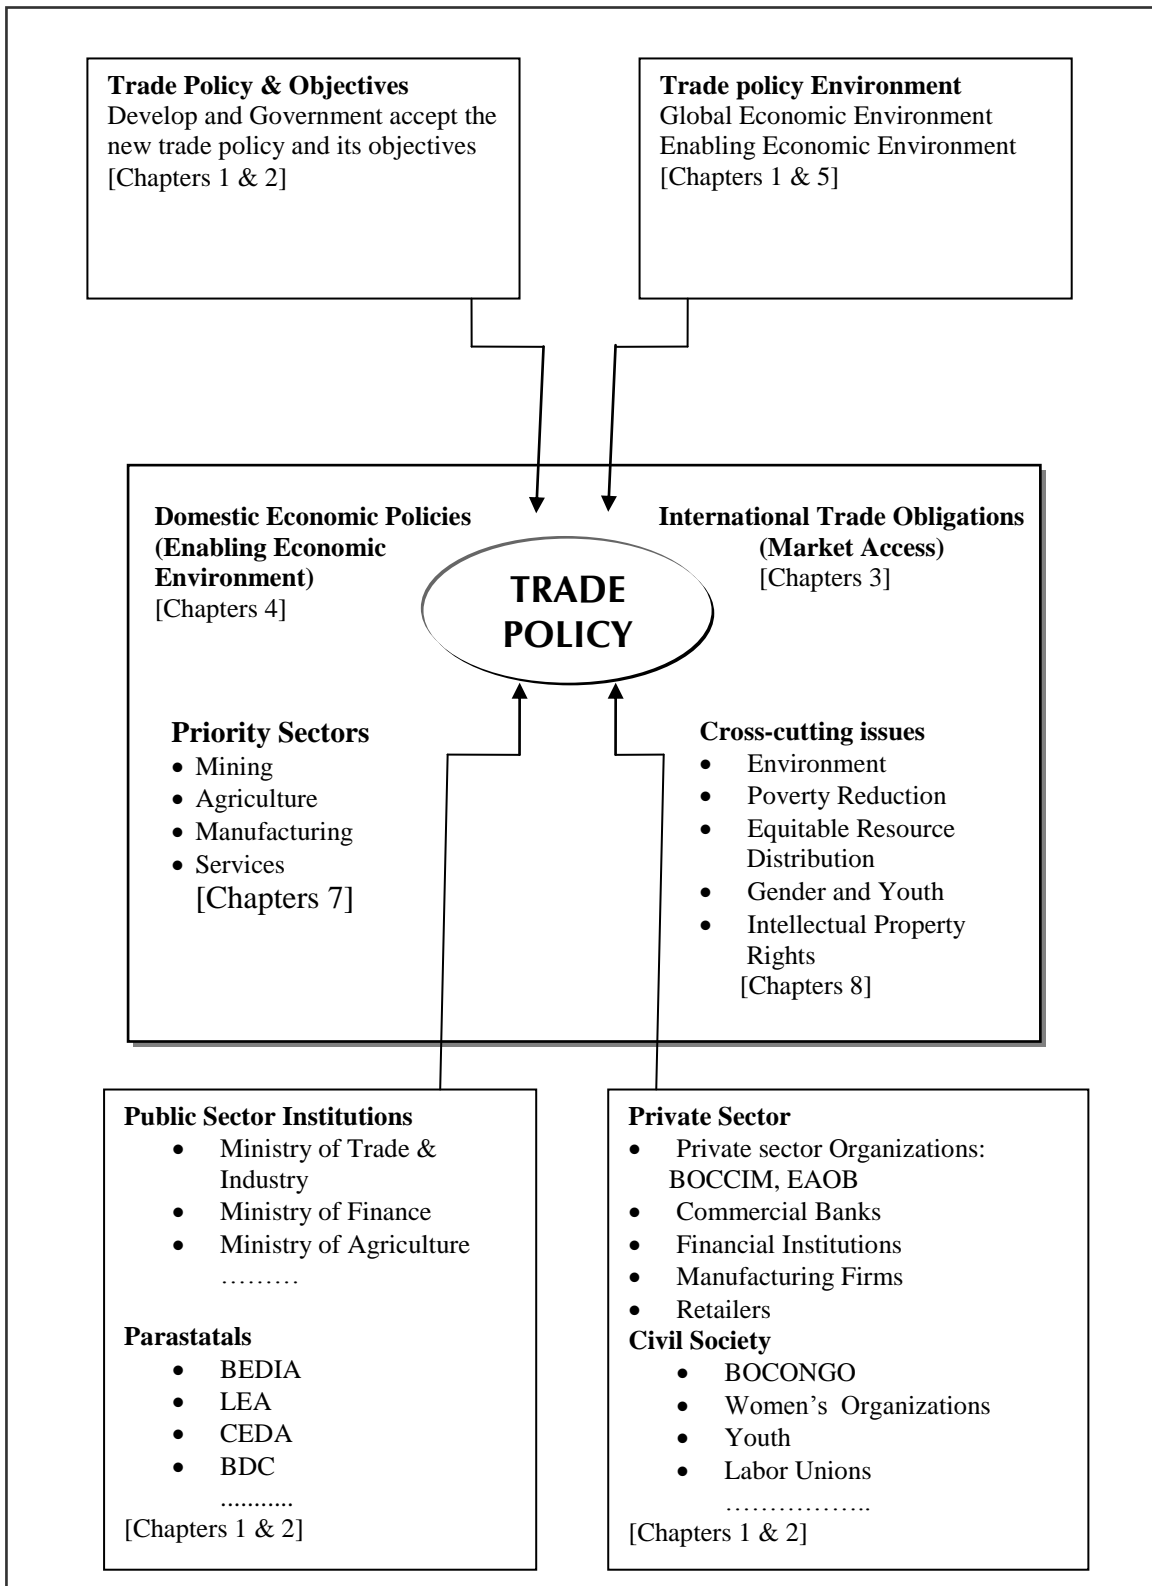 Trade Policy & Objectives
Develop and Government accept the
new trade policy and its objectives
[Chapters 1 & 2]
Trade policy Environment
Global Economic Environment
Enabling Economic Environment
[Chapters 1 & 5]
Domestic Economic Policies
(Enabling Economic
Environment)
[Chapters 4]
International Trade Obligations
(Market Access)
[Chapters 3]
TRADE
POLICY
Priority Sectors
• Mining
• Agriculture
• Manufacturing
• Services
[Chapters 7]
Cross-cutting issues
• Environment
• Poverty Reduction
• Equitable Resource
Distribution
• Gender and Youth
• Intellectual Property
Rights
[Chapters 8]
Public Sector Institutions
• Ministry of Trade &
Industry
• Ministry of Finance
• Ministry of Agriculture
………
Parastatals
• BEDIA
• LEA
• CEDA
• BDC
...........
[Chapters 1 & 2]
Private Sector
• Private sector Organizations:
BOCCIM, EAOB
• Commercial Banks
• Financial Institutions
• Manufacturing Firms
• Retailers
Civil Society
• BOCONGO
• Women’s Organizations
• Youth
• Labor Unions
……………..
[Chapters 1 & 2]